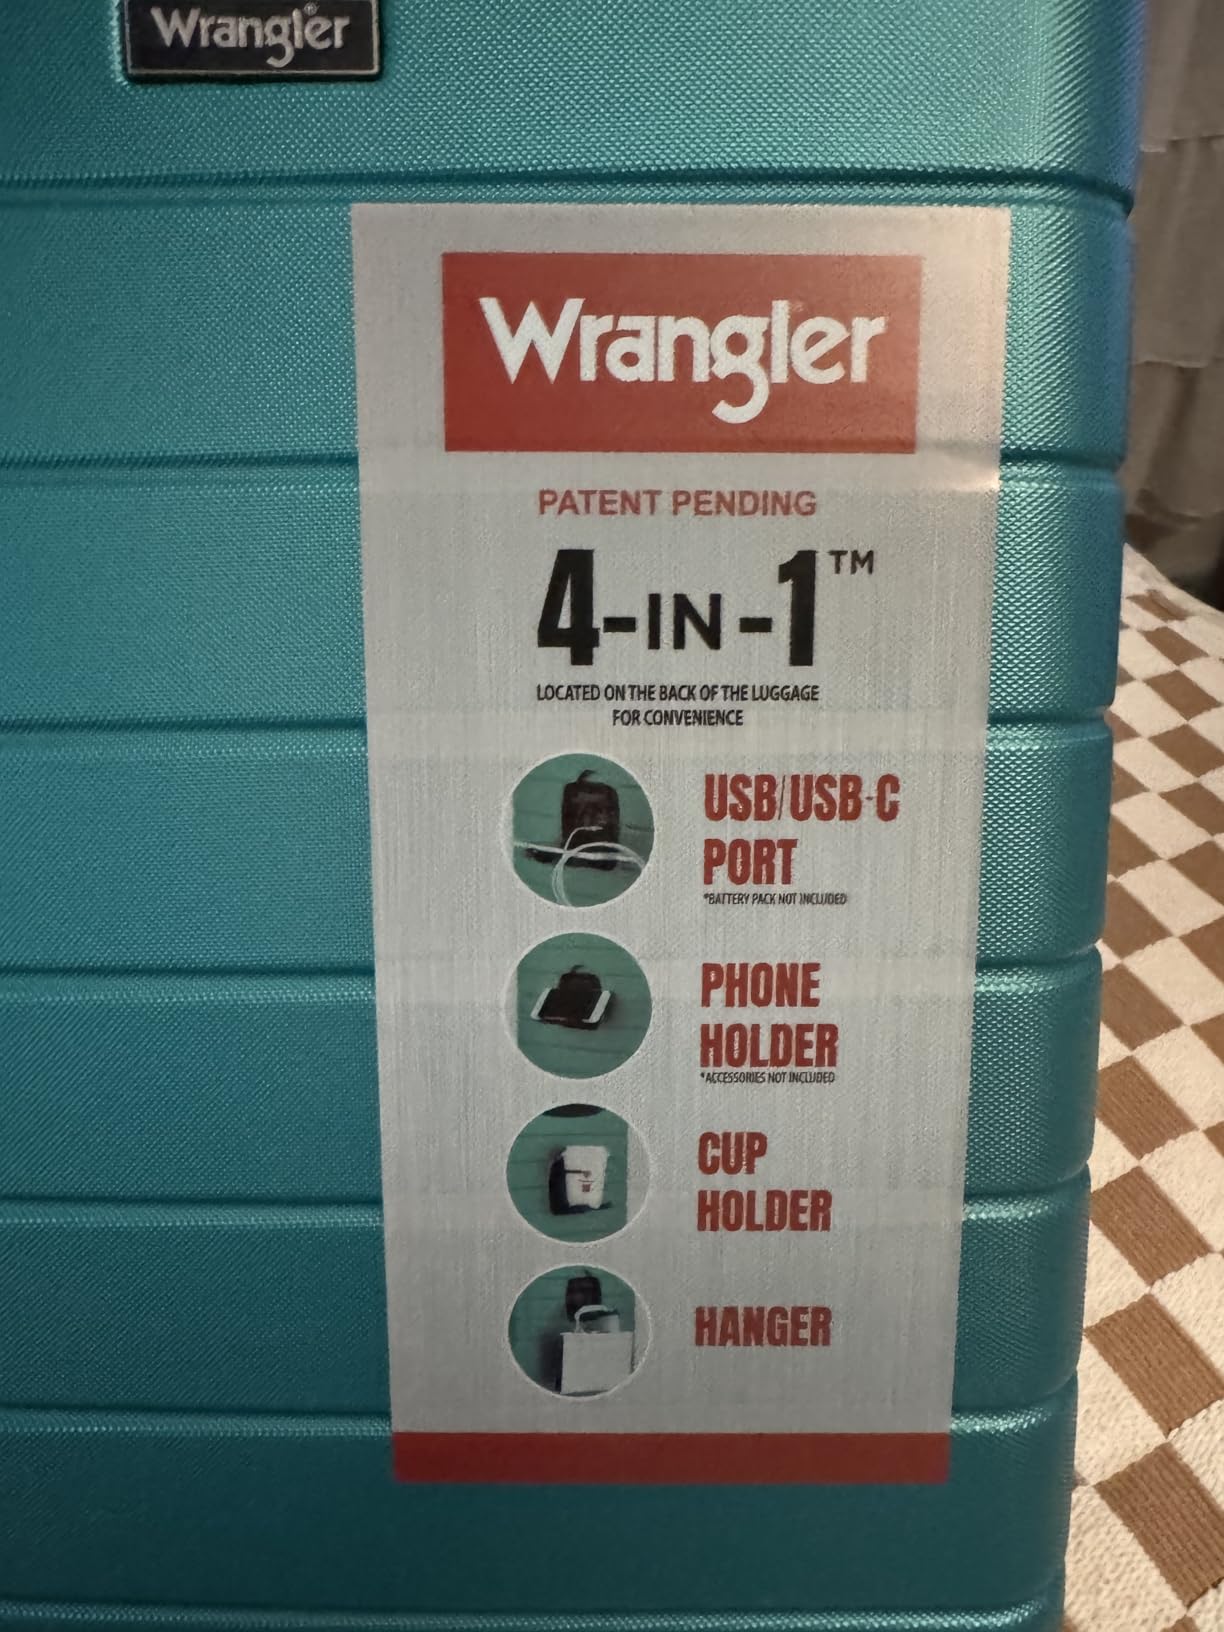 Wrangler®
Wrangler
PATENT PENDING
4-IN-1™
LOCATED ON THE BACK OF THE LUGGAGE
FOR CONVENIENCE
USB/USB-C
PORT
*BATTERY PACK NOT INCLUDED
PHONE
HOLDER
*ACCESSORIES NOT INCLUDED
CUP
HOLDER
HANGER